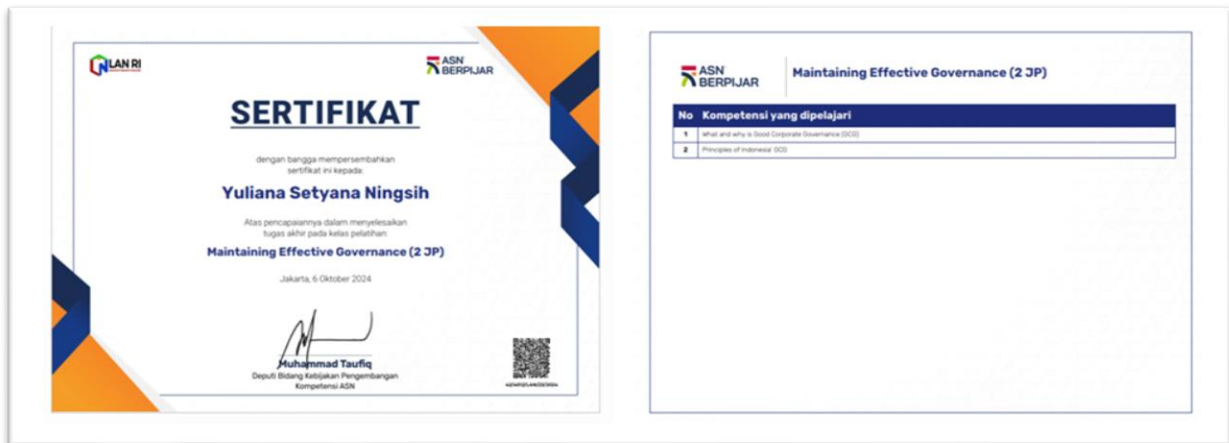 LAN RI
ASN
BERPIJAR
SERTIFIKAT
dengan bangga mempersembahkan
sertifikat ini kepada:
Yuliana Setyana Ningsih
Atas pencapaiannya dalam menyelesaikan
tugas akhir pada kelas pelatihan:
Maintaining Effective Governance (2 JP)
Jakarta, 6 Oktober 2024
Muhammad Taufiq
Deputi Bidang Kebijakan Pengembangan
Kompetensi ASN
ASN
BERPIJAR
Maintaining Effective Governance (2 JP)
No Kompetensi yang dipelajari
1 What and why is Good Corporate Governance (GCG)
2 Principles of Indonesia' GCG